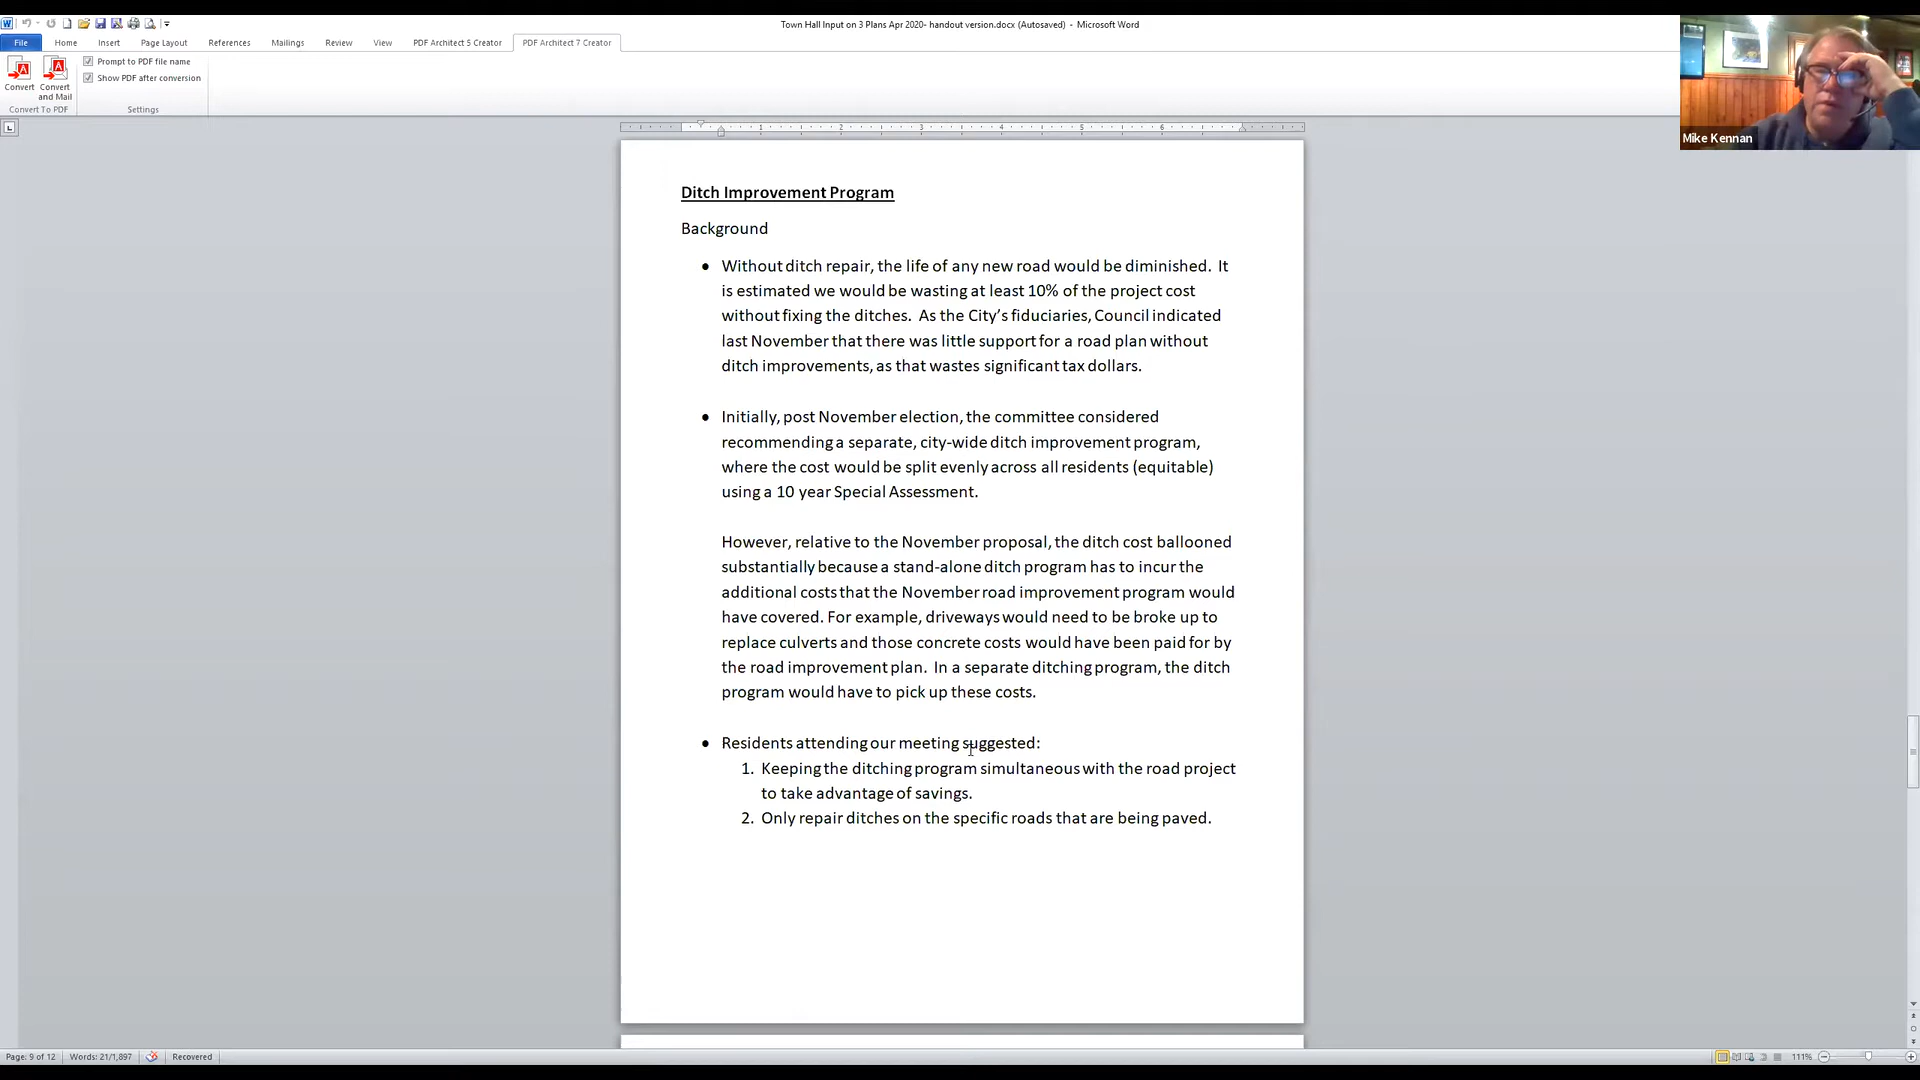 Town Hall Input on 3 Plans Apr 2020- handout version.docx (Autosaved) - Microsoft Word
File Home Insert Page Layout References Mailings Review View PDF Architect 5 Creator PDF Architect 7 Creator
Prompt to PDF file name
Show PDF after conversion
Convert Convert and Mail
Convert To PDF Settings
Mike Kennan
1 2 3 4 5 6
Ditch Improvement Program
Background
• Without ditch repair, the life of any new road would be diminished. It
is estimated we would be wasting at least 10% of the project cost
without fixing the ditches. As the City's fiduciaries, Council indicated
last November that there was little support for a road plan without
ditch improvements, as that wastes significant tax dollars.
• Initially, post November election, the committee considered
recommending a separate, city-wide ditch improvement program,
where the cost would be split evenly across all residents (equitable)
using a 10 year Special Assessment.
However, relative to the November proposal, the ditch cost ballooned
substantially because a stand-alone ditch program has to incur the
additional costs that the November road improvement program would
have covered. For example, driveways would need to be broke up to
replace culverts and those concrete costs would have been paid for by
the road improvement plan. In a separate ditching program, the ditch
program would have to pick up these costs.
• Residents attending our meeting suggested:
1. Keeping the ditching program simultaneous with the road project
to take advantage of savings.
2. Only repair ditches on the specific roads that are being paved.
Page: 9 of 12 Words: 21/1,897 Recovered 111%